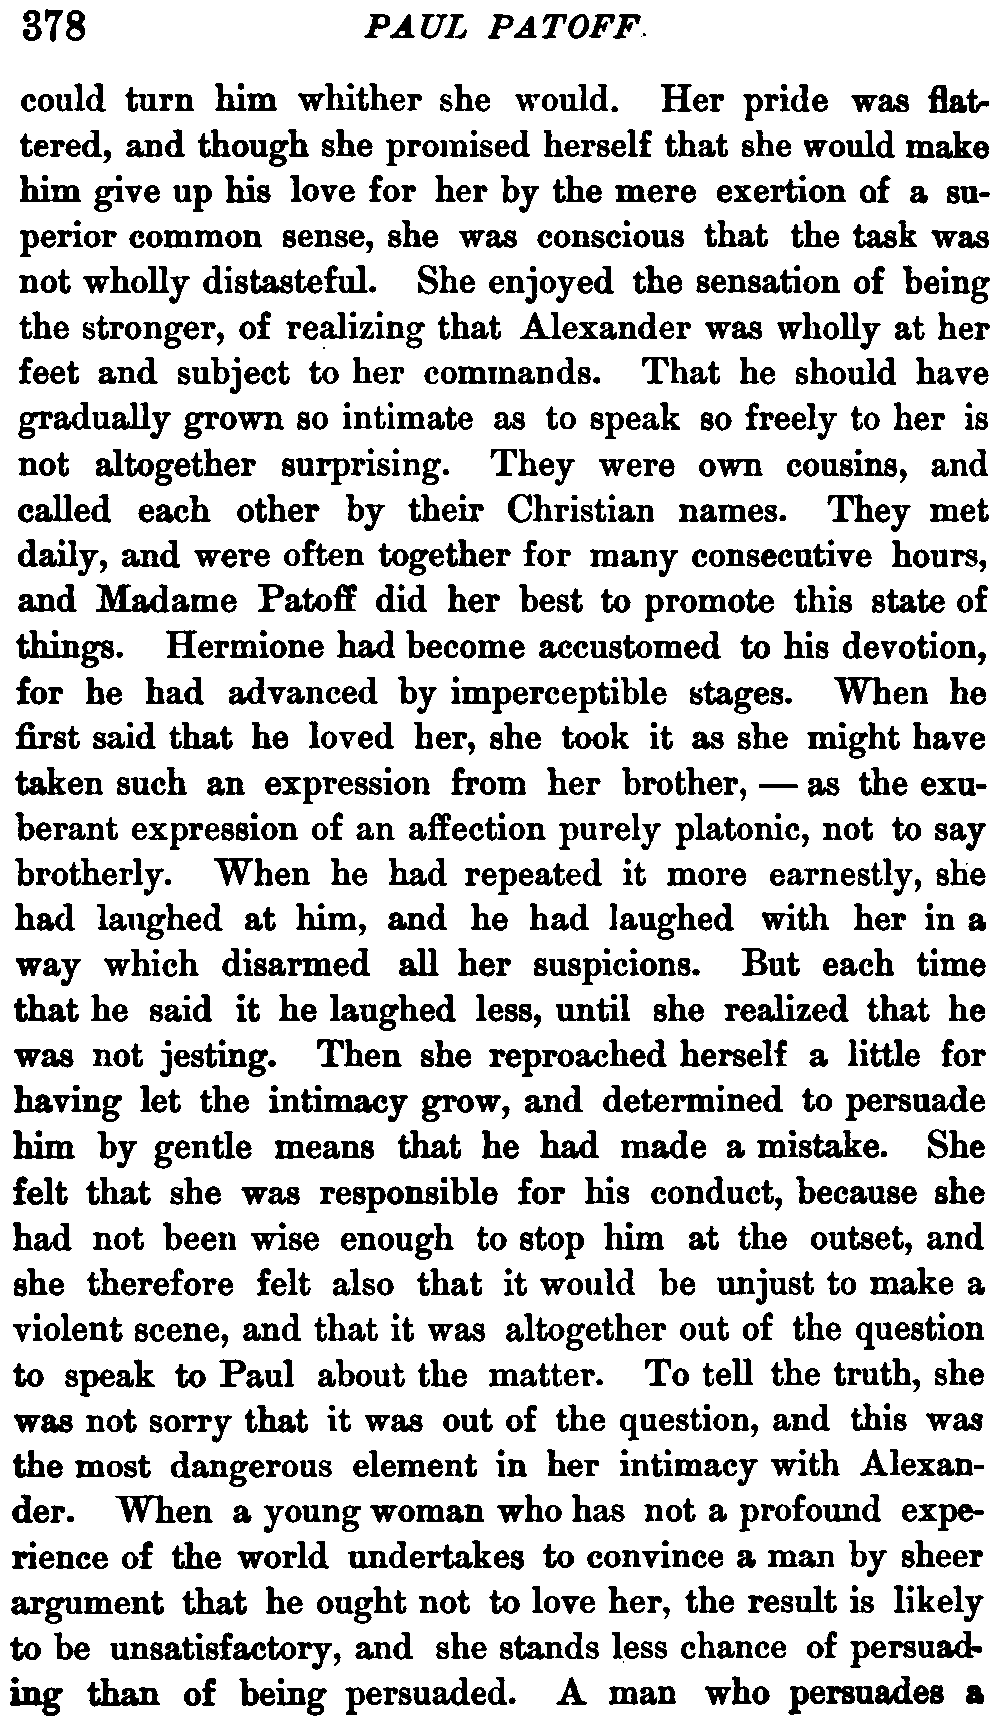 378 PAUL PATOFF.
could turn him whither she would. Her pride was flat-
tered, and though she promised herself that she would make
him give up his love for her by the mere exertion of a su-
perior common sense, she was conscious that the task was
not wholly distasteful. She enjoyed the sensation of being
the stronger, of realizing that Alexander was wholly at her
feet and subject to her commands. That he should have
gradually grown so intimate as to speak so freely to her is
not altogether surprising. They were own cousins, and
called each other by their Christian names. They met
daily, and were often together for many consecutive hours,
and Madame Patoff did her best to promote this state of
things. Hermione had become accustomed to his devotion,
for he had advanced by imperceptible stages. When he
first said that he loved her, she took it as she might have
taken such an expression from her brother, — as the exu-
berant expression of an affection purely platonic, not to say
brotherly. When he had repeated it more earnestly, she
had laughed at him, and he had laughed with her in a
way which disarmed all her suspicions. But each time
that he said it he laughed less, until she realized that he
was not jesting. Then she reproached herself a little for
having let the intimacy grow, and determined to persuade
him by gentle means that he had made a mistake. She
felt that she was responsible for his conduct, because she
had not been wise enough to stop him at the outset, and
she therefore felt also that it would be unjust to make a
violent scene, and that it was altogether out of the question
to speak to Paul about the matter. To tell the truth, she
was not sorry that it was out of the question, and this was
the most dangerous element in her intimacy with Alexan-
der. When a young woman who has not a profound expe-
rience of the world undertakes to convince a man by sheer
argument that he ought not to love her, the result is likely
to be unsatisfactory, and she stands less chance of persuad-
ing than of being persuaded. A man who persuades a